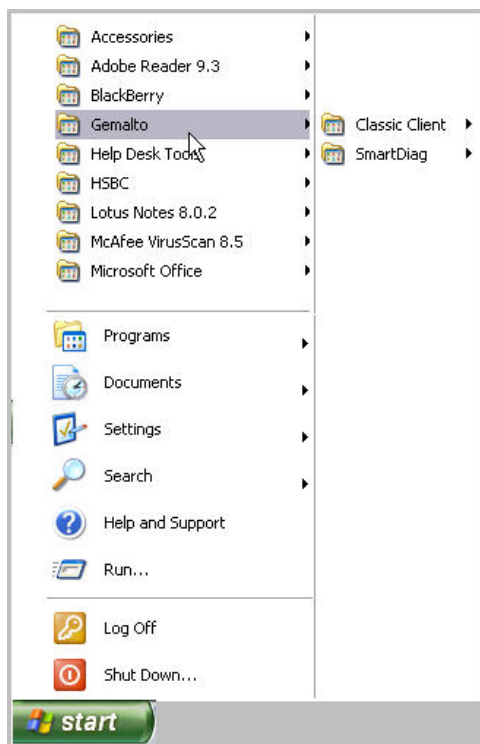 Accessories
Adobe Reader 9.3
BlackBerry
Gemalto
Classic Client
Help Desk Tools
SmartDiag
HSBC
Lotus Notes 8.0.2
McAfee VirusScan 8.5
Microsoft Office
Programs
Documents
Settings
Search
Help and Support
Run...
Log Off
Shut Down...
start